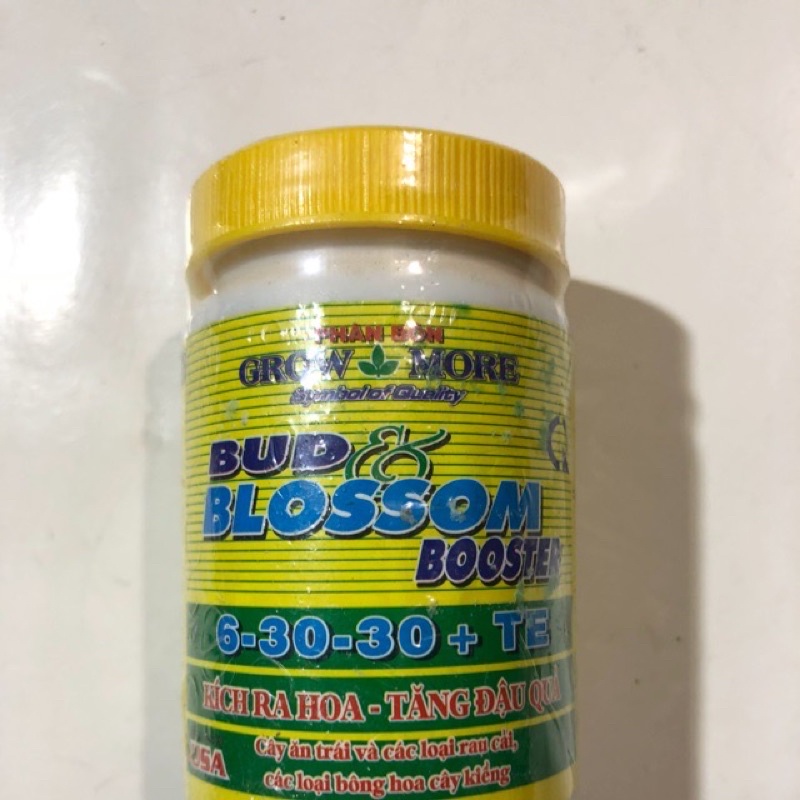 PHÂN BÓN
GROW MORE
Symbol of Quality
BUD &
BLOSSOM
BOOSTER
6-30-30 + TE
KÍCH RA HOA - TĂNG ĐẬU QUẢ
USA
Cây ăn trái và các loại rau cải,
các loại bông hoa cây kiểng